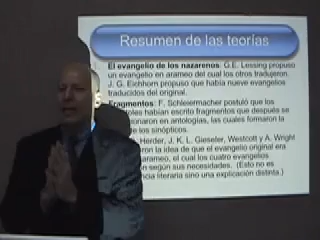 Resumen de las teorías
El evangelio de los nazarenos: G.E. Lessing propuso
un evangelio en arameo del cual los otros tradujeron.
J. G. Eichhorn propuso que había nueve evangelios
traducidos del original.
Fragmentos: F. Schleiermacher postuló que los
escribían fragmentos que después se
en antologías, las cuales formaron la
de los sinópticos.
Herder, J. K. L. Gieseler, Westcott y A. Wright
la idea de que el evangelio original era
arameo, el cual los cuatro evangelios
según sus necesidades. (Esto no es
literaria sino una explicación distinta.)